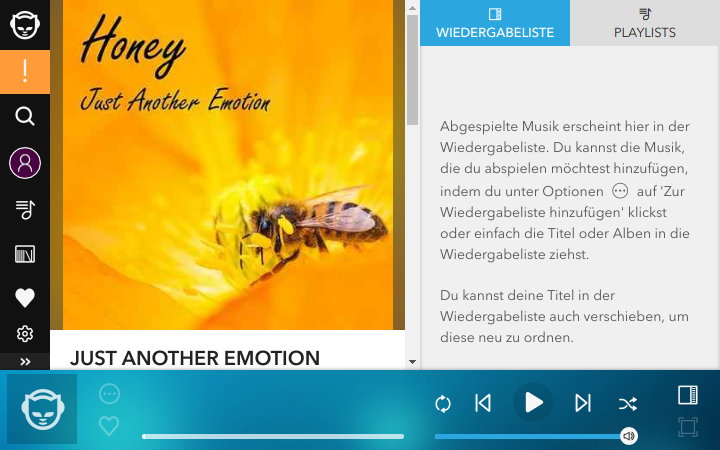 Honey
Just Another Emotion
JUST ANOTHER EMOTION
WIEDERGABELISTE
PLAYLISTS
Abgespielte Musik erscheint hier in der
Wiedergabeliste. Du kannst die Musik,
die du abspielen möchtest hinzufügen,
indem du unter Optionen auf 'Zur
Wiedergabeliste hinzufügen' klickst
oder einfach die Titel oder Alben in die
Wiedergabeliste ziehst.
Du kannst deine Titel in der
Wiedergabeliste auch verschieben, um
diese neu zu ordnen.